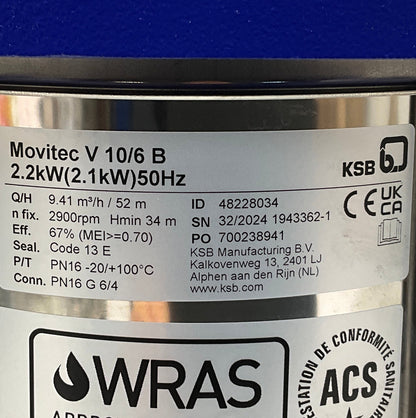 Movitec V 10/6 B
2.2kW(2.1kW)50Hz
KSB
Q/H 9.41 m³/h / 52 m
n fix. 2900rpm Hmin 34 m
Eff. 67% (MEI>=0.70)
Seal. Code 13 E
P/T PN16 -20/+100°C
Conn. PN16 G 6/4
ID 48228034
SN 32/2024 1943362-1
PO 700238941
KSB Manufacturing B.V.
Kalkovenweg 13, 2401 LJ
Alphen aan den Rijn (NL)
www.ksb.com
CE UK
CA
WRAS
ACS